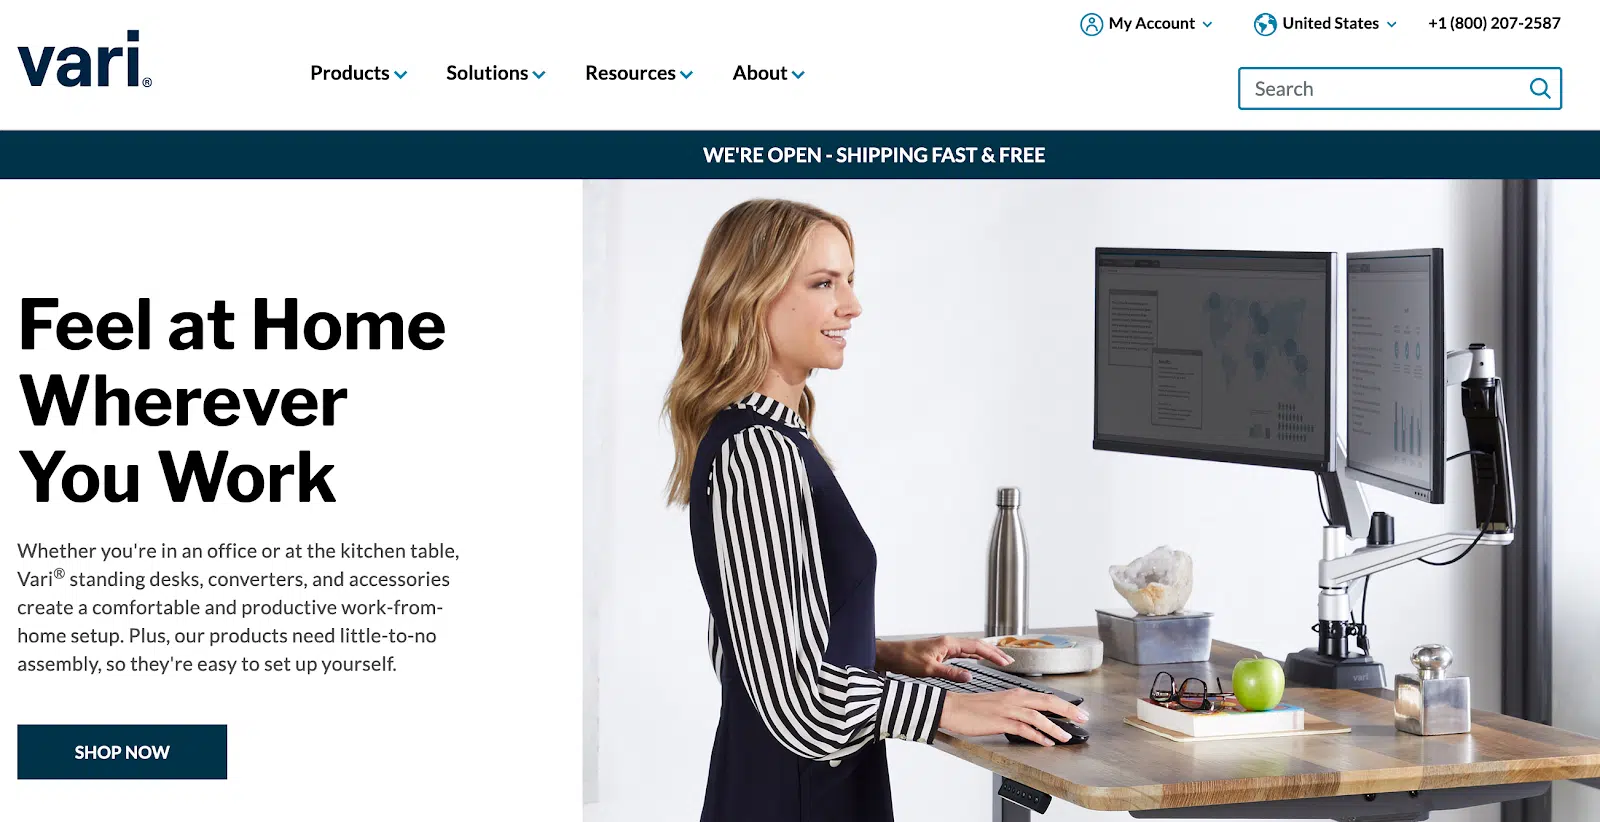 My Account
United States
+1 (800) 207-2587
vari®
Products
Solutions
Resources
About
Search
WE'RE OPEN - SHIPPING FAST & FREE
Feel at Home
Wherever
You Work
Whether you're in an office or at the kitchen table,
Vari® standing desks, converters, and accessories
create a comfortable and productive work-from-
home setup. Plus, our products need little-to-no
assembly, so they're easy to set up yourself.
SHOP NOW
vari